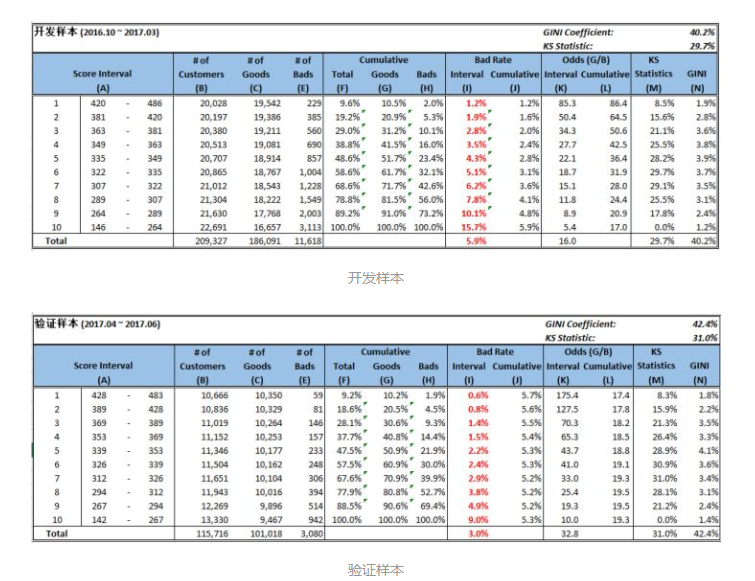 开发样本 (2016.10 ~ 2017.03) GINI Coefficient: 40.2%
KS Statistic: 29.7%
# of # of # of Cumulative Bad Rate Odds (G/B) KS
Score Interval Customers Goods Bads Total Goods Bads Interval Cumulative Interval Cumulative Statistics GINI
(A) (B) (C) (E) (F) (G) (H) (I) (J) (K) (L) (M) (N)
1 420 - 486 20,028 19,542 229 9.6% 10.5% 2.0% 1.2% 1.2% 85.3 86.4 8.5% 1.9%
2 381 - 420 20,197 19,386 385 19.2% 20.9% 5.3% 1.9% 1.6% 50.4 64.5 15.6% 2.8%
3 363 - 381 20,380 19,211 560 29.0% 31.2% 10.1% 2.8% 2.0% 34.3 50.6 21.1% 3.6%
4 349 - 363 20,513 19,081 690 38.8% 41.5% 16.0% 3.5% 2.4% 27.7 42.5 25.5% 3.8%
5 335 - 349 20,707 18,914 857 48.6% 51.7% 23.4% 4.3% 2.8% 22.1 36.4 28.2% 3.9%
6 322 - 335 20,865 18,767 1,004 58.6% 61.7% 32.1% 5.1% 3.1% 18.7 31.9 29.7% 3.7%
7 307 - 322 21,012 18,543 1,228 68.6% 71.7% 42.6% 6.2% 3.6% 15.1 28.0 29.1% 3.5%
8 289 - 307 21,304 18,222 1,549 78.8% 81.5% 56.0% 7.8% 4.1% 11.8 24.4 25.5% 3.1%
9 264 - 289 21,630 17,768 2,003 89.2% 91.0% 73.2% 10.1% 4.8% 8.9 20.9 17.8% 2.4%
10 146 - 264 22,691 16,657 3,113 100.0% 100.0% 100.0% 15.7% 5.9% 5.4 17.0 0.0% 1.2%
Total 209,327 186,091 11,618 5.9% 16.0 29.7% 40.2%
开发样本
验证样本 (2017.04 ~ 2017.06) GINI Coefficient: 42.4%
KS Statistic: 31.0%
# of # of # of Cumulative Bad Rate Odds (G/B) KS
Score Interval Customers Goods Bads Total Goods Bads Interval Cumulative Interval Cumulative Statistics GINI
(A) (B) (C) (E) (F) (G) (H) (I) (J) (K) (L) (M) (N)
1 428 - 483 10,666 10,350 59 9.2% 10.2% 1.9% 0.6% 5.7% 175.4 17.4 8.3% 1.8%
2 389 - 428 10,836 10,329 81 18.6% 20.5% 4.5% 0.8% 5.6% 127.5 17.8 15.9% 2.2%
3 369 - 389 11,019 10,264 146 28.1% 30.6% 9.3% 1.4% 5.5% 70.3 18.2 21.3% 3.5%
4 353 - 369 11,152 10,253 157 37.7% 40.8% 14.4% 1.5% 5.4% 65.3 18.5 26.4% 3.3%
5 339 - 353 11,346 10,177 233 47.5% 50.9% 21.9% 2.2% 5.3% 43.7 18.8 28.9% 4.1%
6 326 - 339 11,504 10,162 248 57.5% 60.9% 30.0% 2.4% 5.3% 41.0 19.1 30.9% 3.6%
7 312 - 326 11,651 10,104 306 67.6% 70.9% 39.9% 2.9% 5.2% 33.0 19.3 31.0% 3.4%
8 294 - 312 11,943 10,016 394 77.9% 80.8% 52.7% 3.8% 5.2% 25.4 19.5 28.1% 3.1%
9 267 - 294 12,269 9,896 514 88.5% 90.6% 69.4% 4.9% 5.2% 19.3 19.5 21.2% 2.4%
10 142 - 267 13,330 9,467 942 100.0% 100.0% 100.0% 9.0% 5.3% 10.0 19.3 0.0% 1.4%
Total 115,716 101,018 3,080 3.0% 32.8 31.0% 42.4%
验证样本